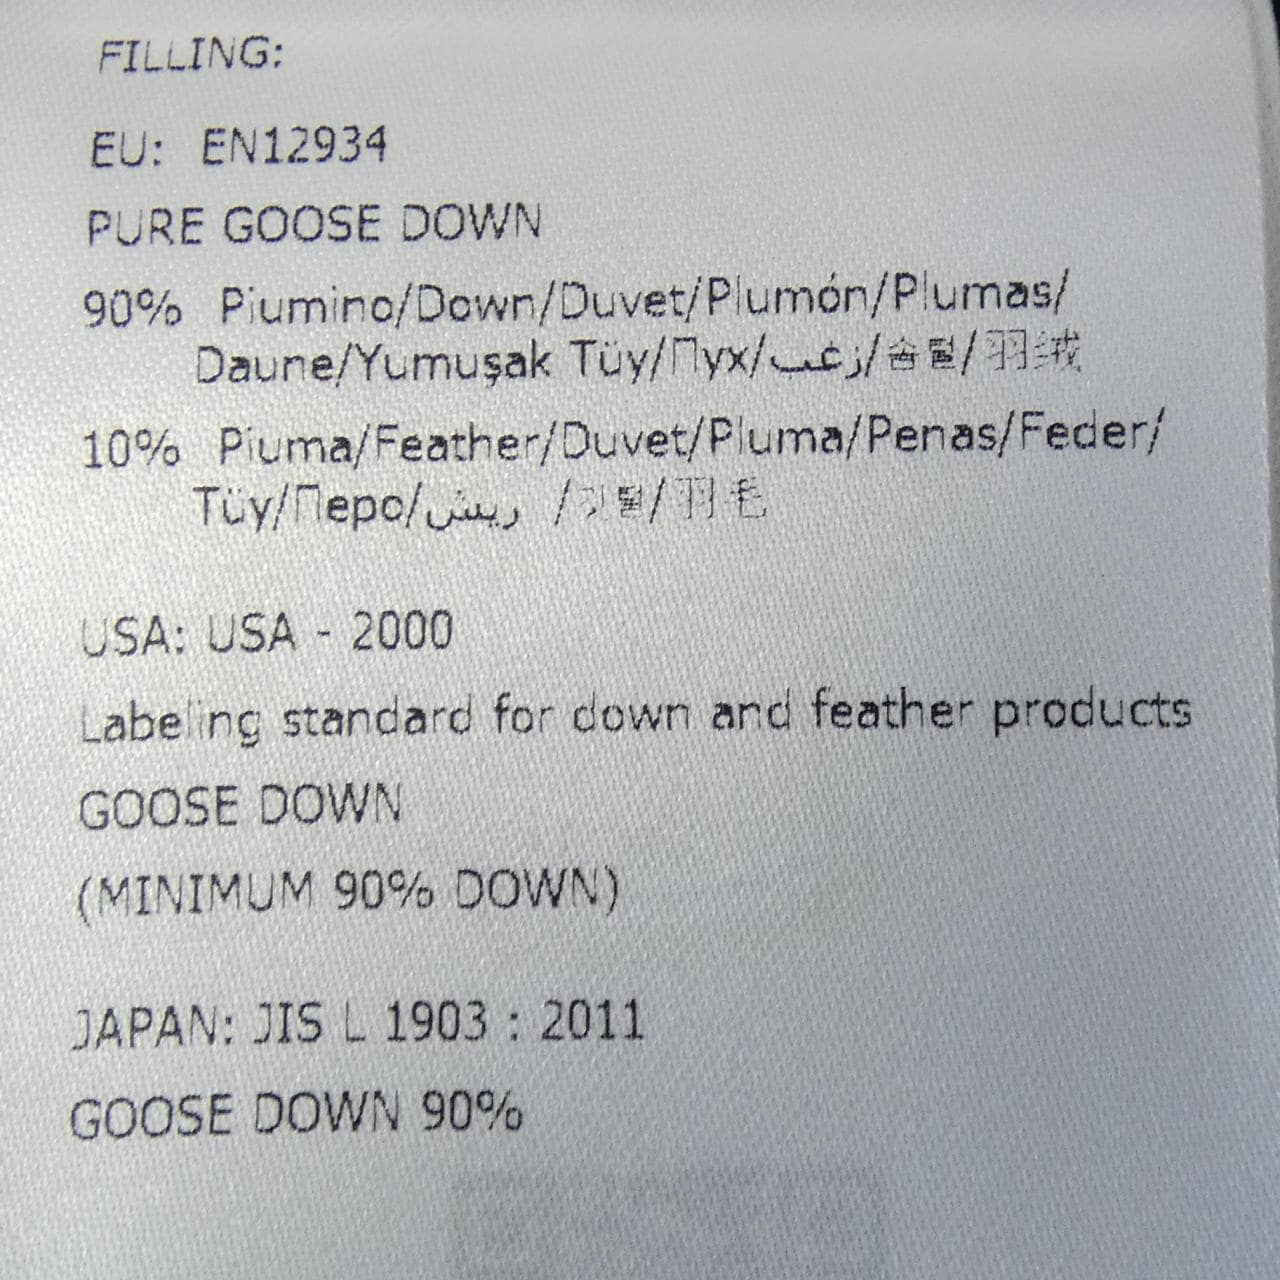 FILLING:
EU: EN12934
PURE GOOSE DOWN
90% Piumino/Down/Duvet/Plumón/Plumas/
Daune/Yumuşak Tüy/Пух/زغب/솜털/羽绒
10% Piuma/Feather/Duvet/Pluma/Penas/Feder/
Tüy/Перо/ريش /깃털/羽毛
USA: USA - 2000
Labeling standard for down and feather products
GOOSE DOWN
(MINIMUM 90% DOWN)
JAPAN: JIS L 1903 : 2011
GOOSE DOWN 90%